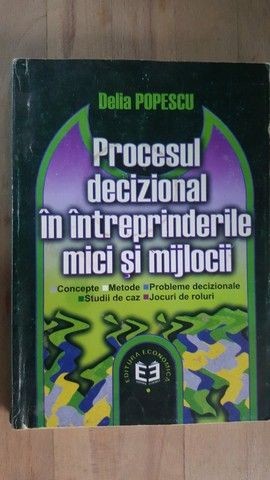 Delia POPESCU
Procesul
decizional
în întreprinderile
mici și mijlocii
■Concepte ■Metode ■Probleme decizionale
■Studii de caz ■Jocuri de roluri
EDITURA ECONOMICĂ